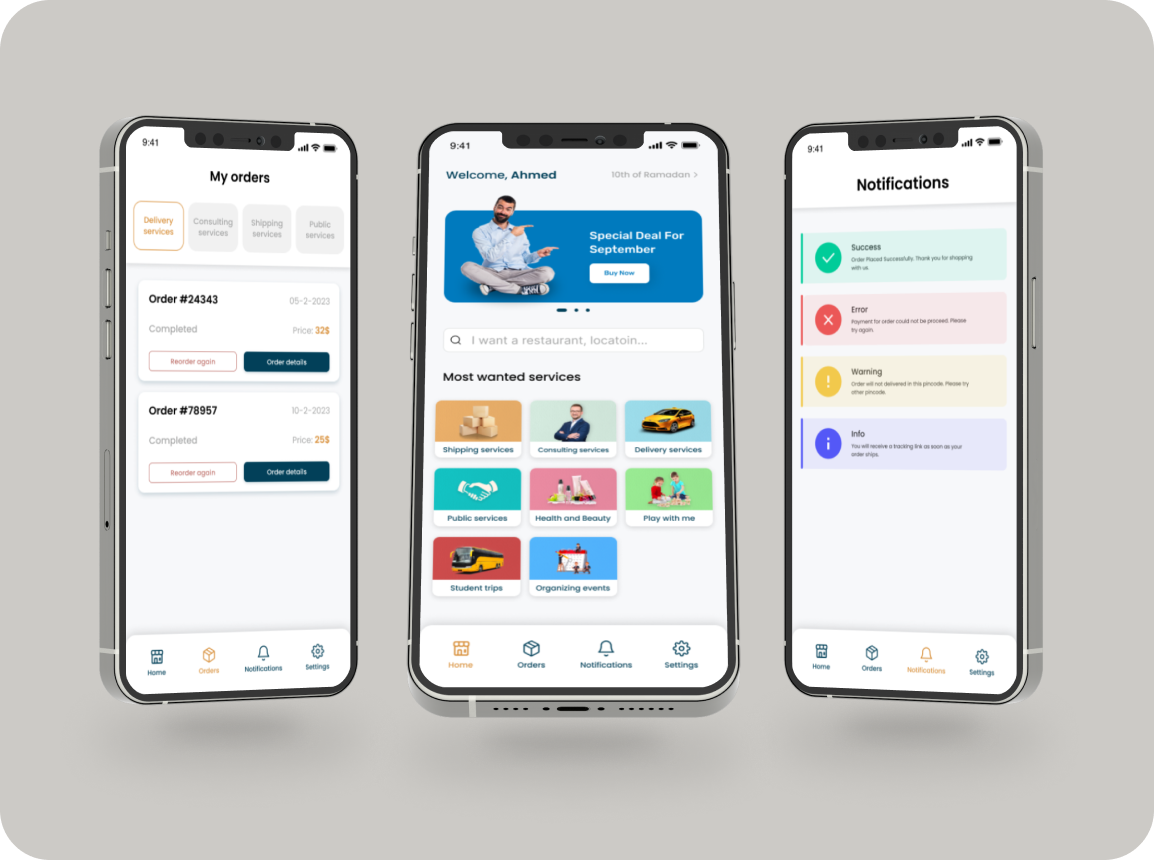 9:41
My orders
Delivery
services
Consulting
services
Shipping
services
Public
services
Order #24343
05-2-2023
Completed
Price: 32$
Reorder again
Order details
Order #78957
10-2-2023
Completed
Price: 25$
Reorder again
Order details
Home
Orders
Notifications
Settings
9:41
Welcome, Ahmed
10th of Ramadan >
Special Deal For
September
Buy Now
I want a restaurant, locatoin...
Most wanted services
Shipping services
Consulting services
Delivery services
Public services
Health and Beauty
Play with me
Student trips
Organizing events
Home
Orders
Notifications
Settings
9:41
Notifications
Success
Order Placed Successfully. Thank you for shopping
with us.
Error
Payment for order could not be proceed. Please
try again.
Warning
Order will not delivered in this pincode. Please try
other pincode.
Info
You will receive a tracking link as soon as your
order ships.
Home
Orders
Notifications
Settings